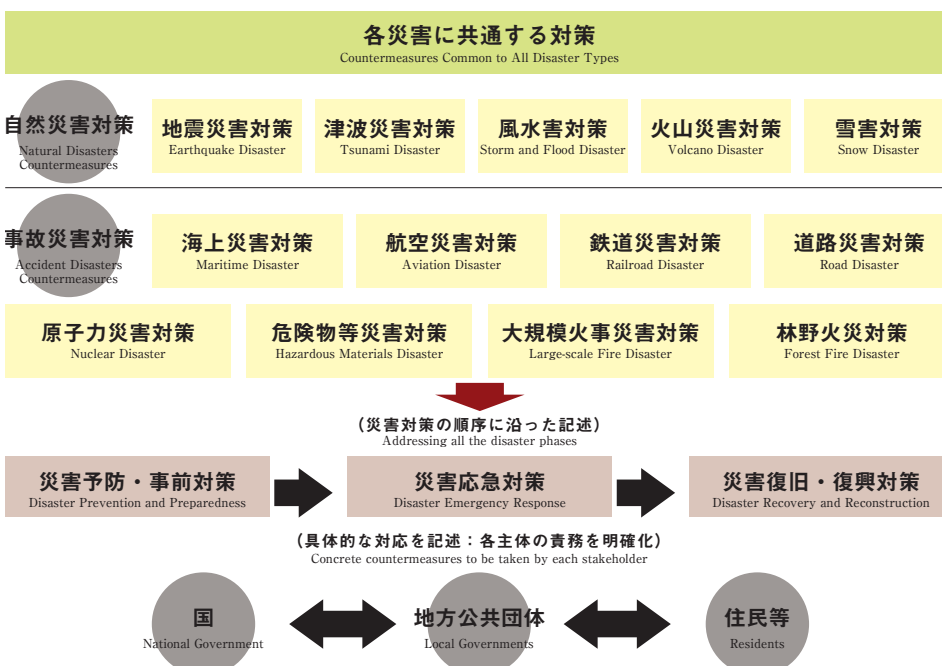 各災害に共通する対策
Countermeasures Common to All Disaster Types
自然災害対策
Natural Disasters
Countermeasures
地震災害対策
Earthquake Disaster
津波災害対策
Tsunami Disaster
風水害対策
Storm and Flood Disaster
火山災害対策
Volcano Disaster
雪害対策
Snow Disaster
事故災害対策
Accident Disasters
Countermeasures
海上災害対策
Maritime Disaster
航空災害対策
Aviation Disaster
鉄道災害対策
Railroad Disaster
道路災害対策
Road Disaster
原子力災害対策
Nuclear Disaster
危険物等災害対策
Hazardous Materials Disaster
大規模火事災害対策
Large-scale Fire Disaster
林野火災対策
Forest Fire Disaster
（災害対策の順序に沿った記述）
Addressing all the disaster phases
災害予防・事前対策
Disaster Prevention and Preparedness
災害応急対策
Disaster Emergency Response
災害復旧・復興対策
Disaster Recovery and Reconstruction
（具体的な対応を記述：各主体の責務を明確化）
Concrete countermeasures to be taken by each stakeholder
国
National Government
地方公共団体
Local Governments
住民等
Residents